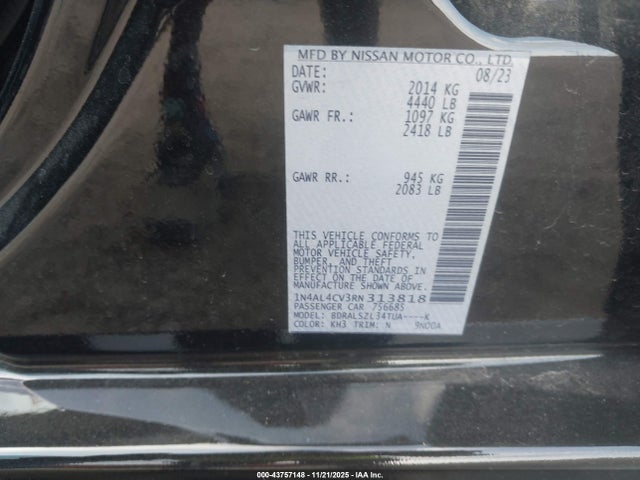 MFD BY NISSAN MOTOR CO., LTD.
DATE: 08/23
GVWR: 2014 KG
4440 LB
GAWR FR.: 1097 KG
2418 LB
GAWR RR.: 945 KG
2083 LB
THIS VEHICLE CONFORMS TO
ALL APPLICABLE FEDERAL
MOTOR VEHICLE SAFETY,
BUMPER, AND THEFT
PREVENTION STANDARDS IN
EFFECT ON THE DATE OF
MANUFACTURE SHOWN ABOVE.
1N4AL4CV3RN313818
PASSENGER CAR 756685
MODEL: BDRALSZL34TUA----K
COLOR: KH3 TRIM: N 9N00A
000-43757148 - 11/21/2025 - IAA Inc.